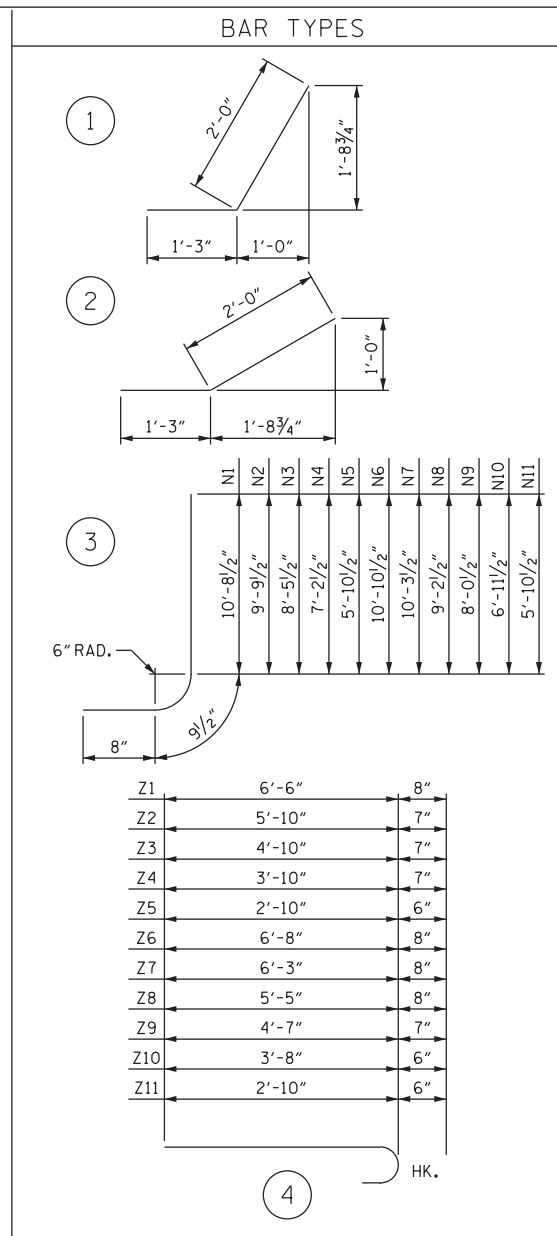 BAR TYPES
1
2'-0"
1'-8¾"
1'-3"
1'-0"
2
2'-0"
1'-0"
1'-3"
1'-8¾"
3
N1
N2
N3
N4
N5
N6
N7
N8
N9
N10
N11
10'-8½"
9'-9½"
8'-5½"
7'-2½"
5'-10½"
10'-10½"
10'-3½"
9'-2½"
8'-0½"
6'-11½"
5'-10½"
6" RAD.
8"
9½"
Z1 6'-6" 8"
Z2 5'-10" 7"
Z3 4'-10" 7"
Z4 3'-10" 7"
Z5 2'-10" 6"
Z6 6'-8" 8"
Z7 6'-3" 8"
Z8 5'-5" 8"
Z9 4'-7" 7"
Z10 3'-8" 6"
Z11 2'-10" 6"
HK.
4